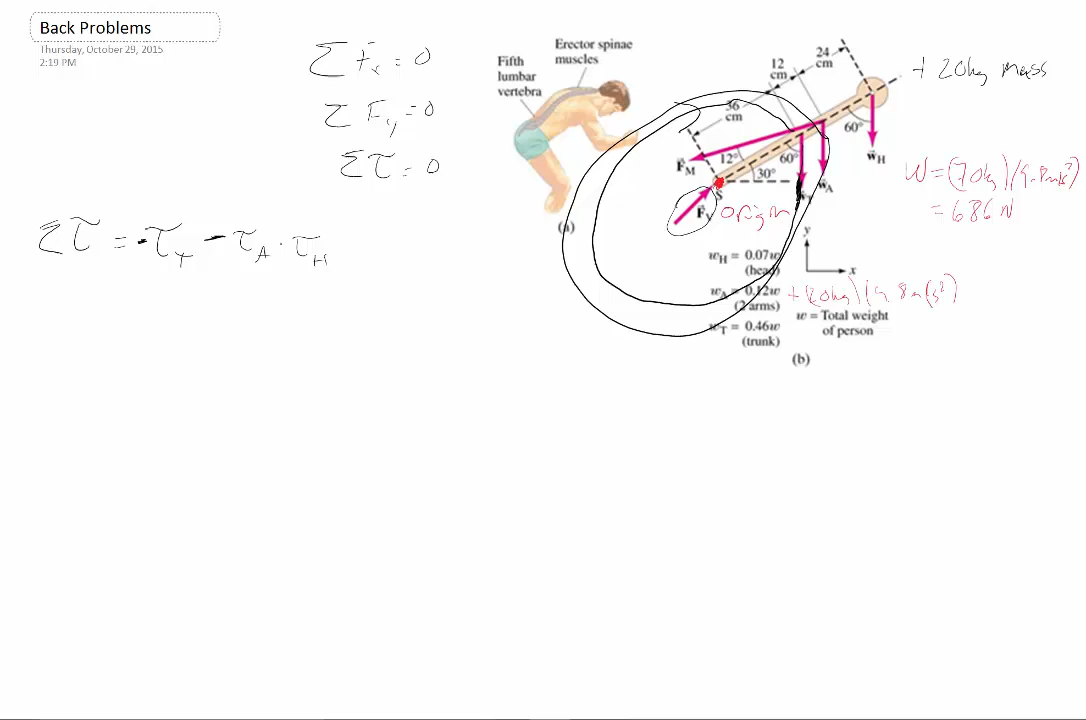 Back Problems
Thursday, October 29, 2015
2:19 PM
ΣFx = 0
ΣFy = 0
Στ = 0
Στ = -τT - τA · τH
Erector spinae
muscles
Fifth
lumbar
vertebra
(a)
24
cm
12
cm
36
cm
+ 20kg mass
60°
wH
12°
60°
FM
30°
wA
S
FV
origin
W = (70kg)(9.8m/s²)
= 686 N
y
x
wH = 0.07w
(head)
wA = 0.12w + (20kg)(9.8m/s²)
(2 arms)
w = Total weight
of person
wT = 0.46w
(trunk)
(b)